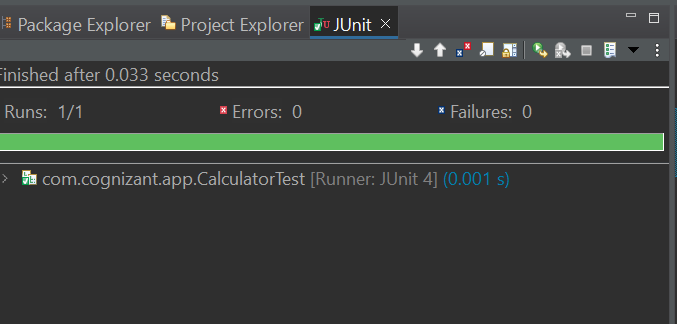 Package Explorer Project Explorer JUnit
Finished after 0.033 seconds
Runs: 1/1 Errors: 0 Failures: 0
com.cognizant.app.CalculatorTest [Runner: JUnit 4] (0.001 s)